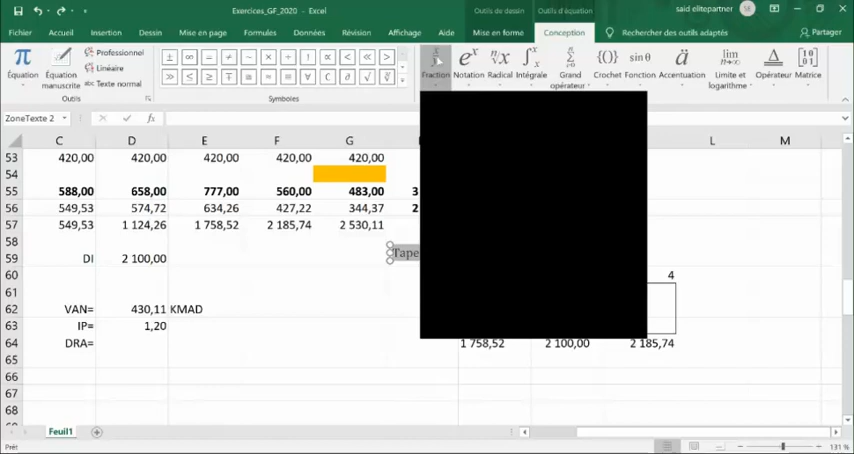 Exercices_GF_2020 - Excel
Outils de dessin
Outils d'équation
said elitepartner
SE
Fichier
Accueil
Insertion
Dessin
Mise en page
Formules
Données
Révision
Affichage
Aide
Mise en forme
Conception
Rechercher des outils adaptés
Partager
Équation
Équation manuscrite
Professionnel
Linéaire
abc Texte normal
Outils
± ∞ = ≠ ~ × ÷ ! ∝ <
≪ > ≫ ≤ ≥ ∓ ≅ ≈ ≡ ∀ ∁ ∂ √ ∛
Symboles
Fraction
Notation
Radical
Intégrale
Grand opérateur
Crochet
Fonction
Accentuation
Limite et logarithme
Opérateur
Matrice
ZoneTexte 2
fx
C D E F G L M
53 420,00 420,00 420,00 420,00 420,00
54
55 588,00 658,00 777,00 560,00 483,00 3
56 549,53 574,72 634,26 427,22 344,37 2
57 549,53 1 124,26 1 758,52 2 185,74 2 530,11
58
Tape
59 DI 2 100,00
60 4
61
62 VAN= 430,11 KMAD
63 IP= 1,20
64 DRA= 1 758,52 2 100,00 2 185,74
65
66
67
68
Feuil1
Prêt
131 %